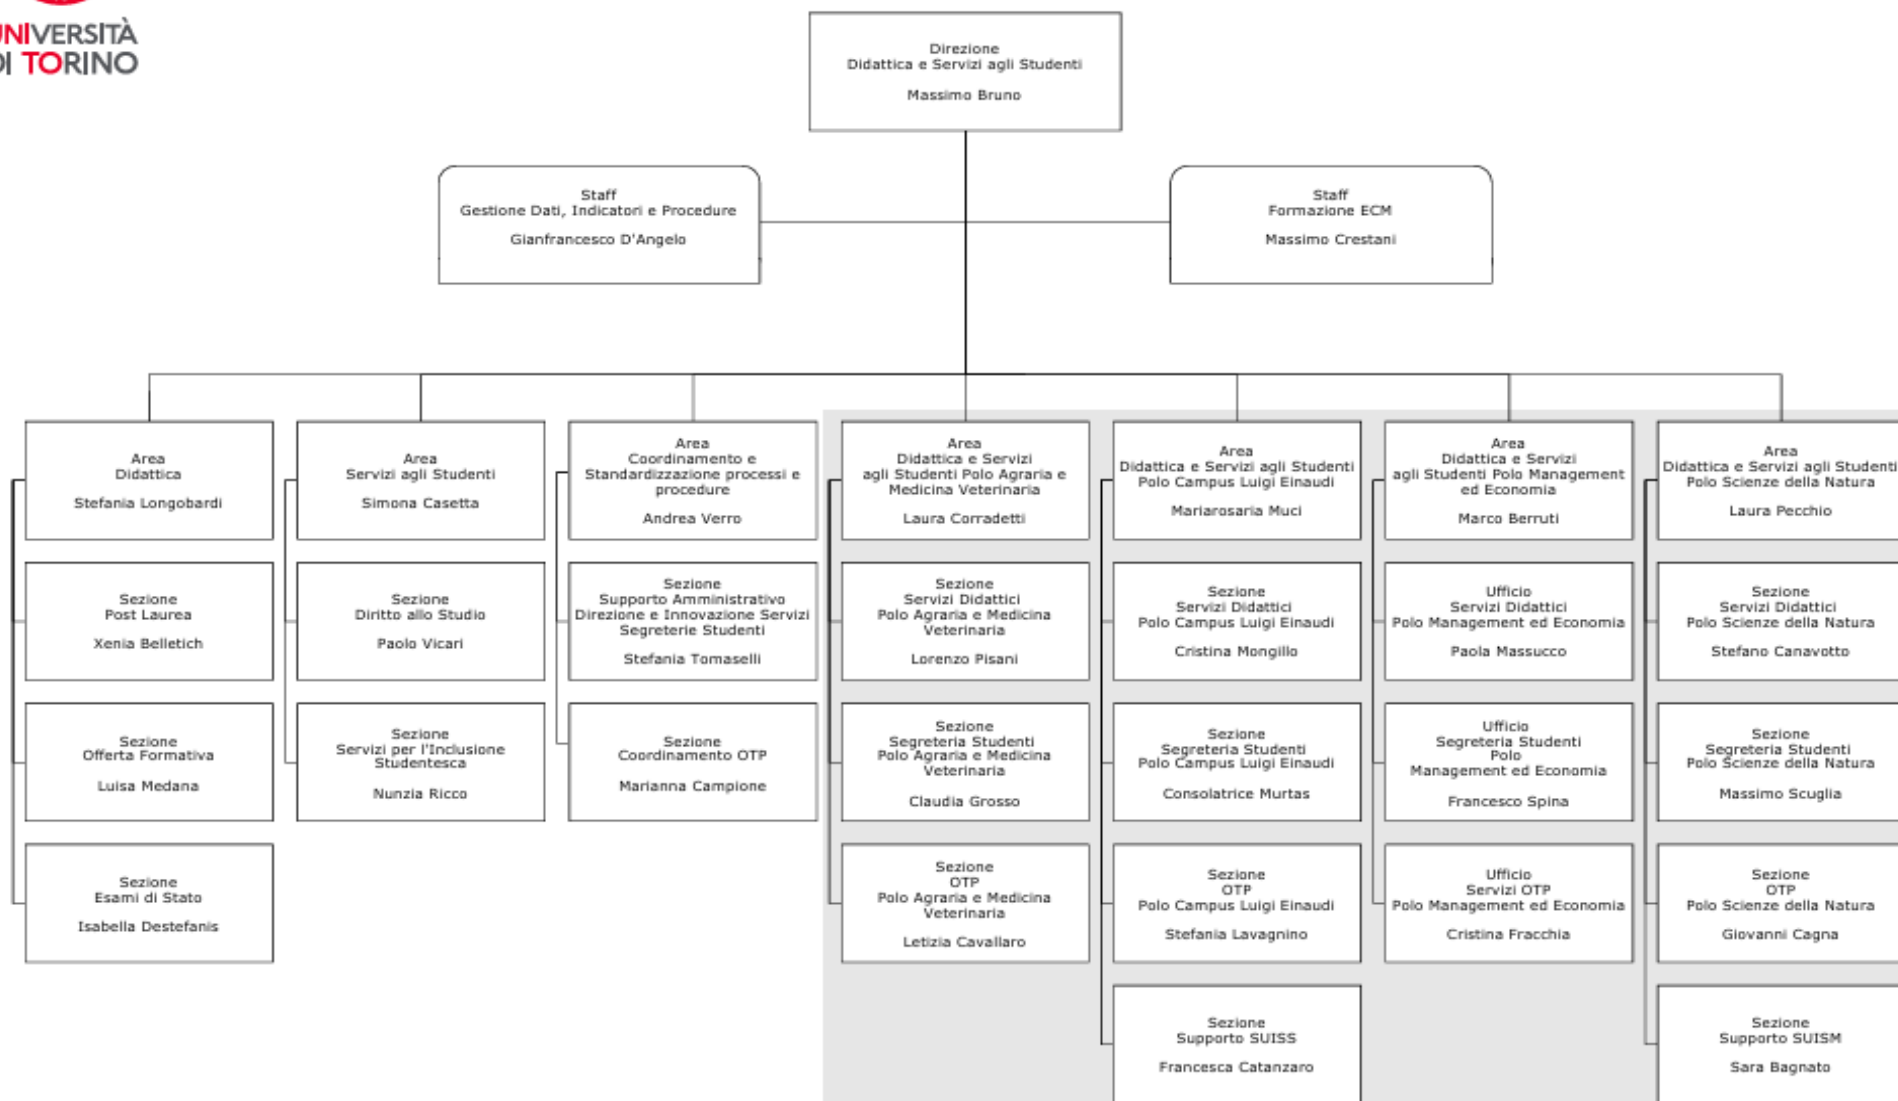 UNIVERSITÀ
DI TORINO
Direzione
Didattica e Servizi agli Studenti
Massimo Bruno
Staff
Gestione Dati, Indicatori e Procedure
Gianfrancesco D'Angelo
Staff
Formazione ECM
Massimo Crestani
Area
Didattica
Stefania Longobardi
Area
Servizi agli Studenti
Simona Casetta
Area
Coordinamento e
Standardizzazione processi e
procedure
Andrea Verro
Area
Didattica e Servizi
agli Studenti Polo Agraria e
Medicina Veterinaria
Laura Corradetti
Area
Didattica e Servizi agli Studenti
Polo Campus Luigi Einaudi
Mariarosaria Muci
Area
Didattica e Servizi
agli Studenti Polo Management
ed Economia
Marco Berruti
Area
Didattica e Servizi agli Studenti
Polo Scienze della Natura
Laura Pecchio
Sezione
Post Laurea
Xenia Belletich
Sezione
Diritto allo Studio
Paolo Vicari
Sezione
Supporto Amministrativo
Direzione e Innovazione Servizi
Segreterie Studenti
Stefania Tomaselli
Sezione
Servizi Didattici
Polo Agraria e Medicina
Veterinaria
Lorenzo Pisani
Sezione
Servizi Didattici
Polo Campus Luigi Einaudi
Cristina Mongillo
Ufficio
Servizi Didattici
Polo Management ed Economia
Paola Massucco
Sezione
Servizi Didattici
Polo Scienze della Natura
Stefano Canavotto
Sezione
Offerta Formativa
Luisa Medana
Sezione
Servizi per l'Inclusione
Studentesca
Nunzia Ricco
Sezione
Coordinamento OTP
Marianna Campione
Sezione
Segreteria Studenti
Polo Agraria e Medicina
Veterinaria
Claudia Grosso
Sezione
Segreteria Studenti
Polo Campus Luigi Einaudi
Consolatrice Murtas
Ufficio
Segreteria Studenti
Polo
Management ed Economia
Francesco Spina
Sezione
Segreteria Studenti
Polo Scienze della Natura
Massimo Scuglia
Sezione
Esami di Stato
Isabella Destefanis
Sezione
OTP
Polo Agraria e Medicina
Veterinaria
Letizia Cavallaro
Sezione
OTP
Polo Campus Luigi Einaudi
Stefania Lavagnino
Ufficio
Servizi OTP
Polo Management ed Economia
Cristina Fracchia
Sezione
OTP
Polo Scienze della Natura
Giovanni Cagna
Sezione
Supporto SUISS
Francesca Catanzaro
Sezione
Supporto SUISM
Sara Bagnato